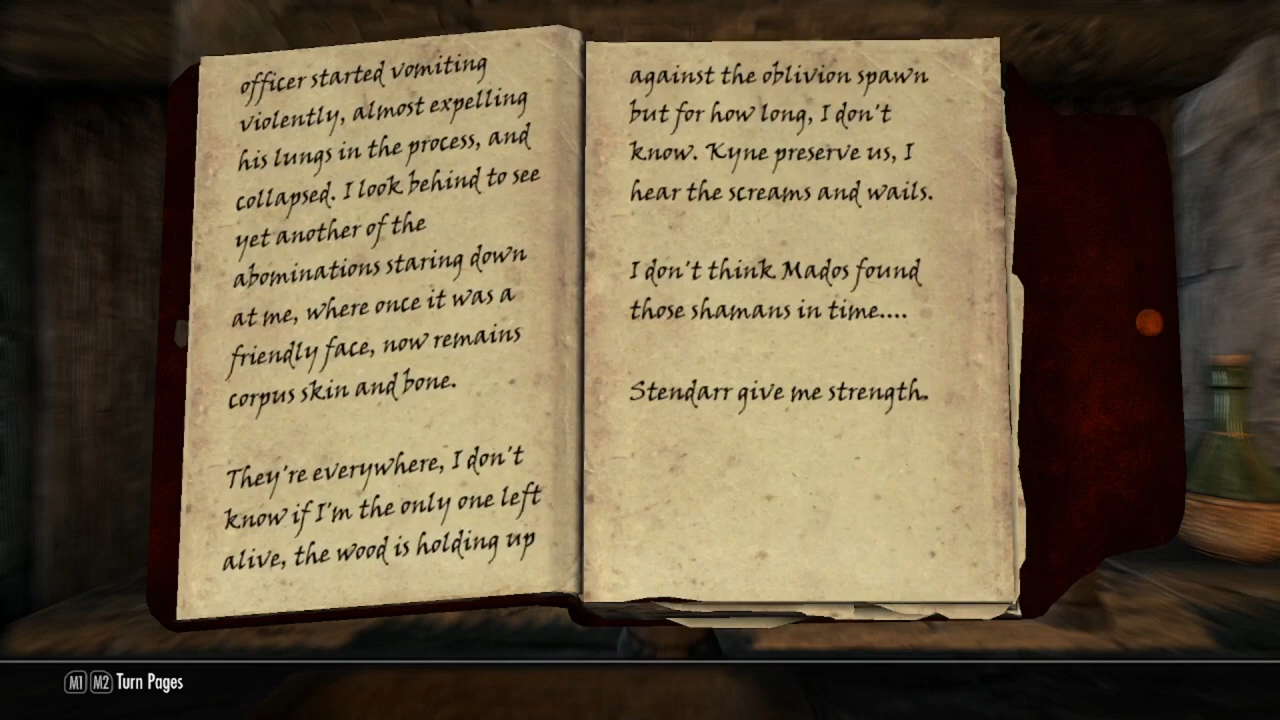 officer started vomiting
violently, almost expelling
his lungs in the process, and
collapsed. I look behind to see
yet another of the
abominations staring down
at me, where once it was a
friendly face, now remains
corpus skin and bone.
They're everywhere, I don't
know if I'm the only one left
alive, the wood is holding up
against the oblivion spawn
but for how long, I don't
know. Kyne preserve us, I
hear the screams and wails.
I don't think Mados found
those shamans in time....
Stendarr give me strength.
M1 M2 Turn Pages